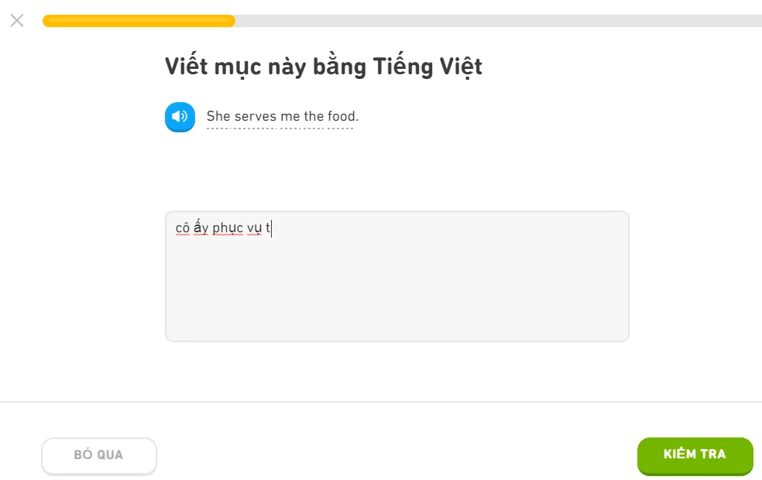 Viết mục này bằng Tiếng Việt
She serves me the food.
cô ấy phục vụ t
BỎ QUA
KIỂM TRA